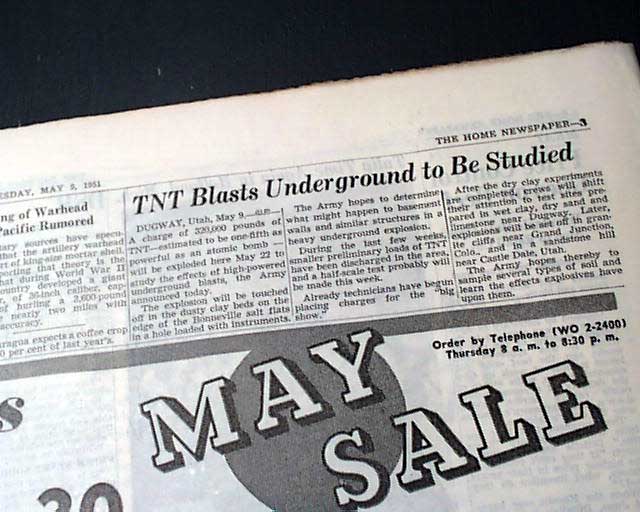 THE HOME NEWSPAPER—3
SDAY, MAY 9, 1951
ng of Warhead
Pacific Rumored
tary sources have specu-
that the artillery warhead
rt of a big-size mortar shell.
orting that theory is the
hat during World War II
ountry developed a giant
r, of 36-inch caliber, cap-
of hurling a 2,600-pound
nearly two miles with
accuracy.
aragua expects a coffee crop
0 per cent of last year's.
TNT Blasts Underground to Be Studied
DUGWAY, Utah, May 9.—U.P.—
A charge of 320,000 pounds of
TNT—estimated to be one-tenth as
powerful as an atomic bomb —
will be exploded here May 22 to
study the effects of high-powered
underground blasts, the Army
announced today.
The explosion will be touched
off in the dusty clay beds on the
edge of the Bonneville salt flats
in a hole loaded with instruments.
The Army hopes to determine
what might happen to basement
walls and similar structures in a
heavy underground explosion.
During the last few weeks,
smaller preliminary loads of TNT
have been discharged in the area,
and a half-scale test probably will
be made this week.
Already technicians have begun
placing charges for the "big
show."
After the dry clay experiments
are completed, crews will shift
their attention to test sites pre-
pared in wet clay, dry sand and
limestone near Dugway. Later
explosions will be set off in gran-
ite cliffs near Grand Junction,
Colo., and in a sandstone hill
near Castle Dale, Utah.
The Army hopes thereby to
sample several types of soil and
learn the effects explosives have
upon them.
Order by Telephone (WO 2-2400)
Thursday 8 a. m. to 8:30 p. m.
MAY
SALE
s
30